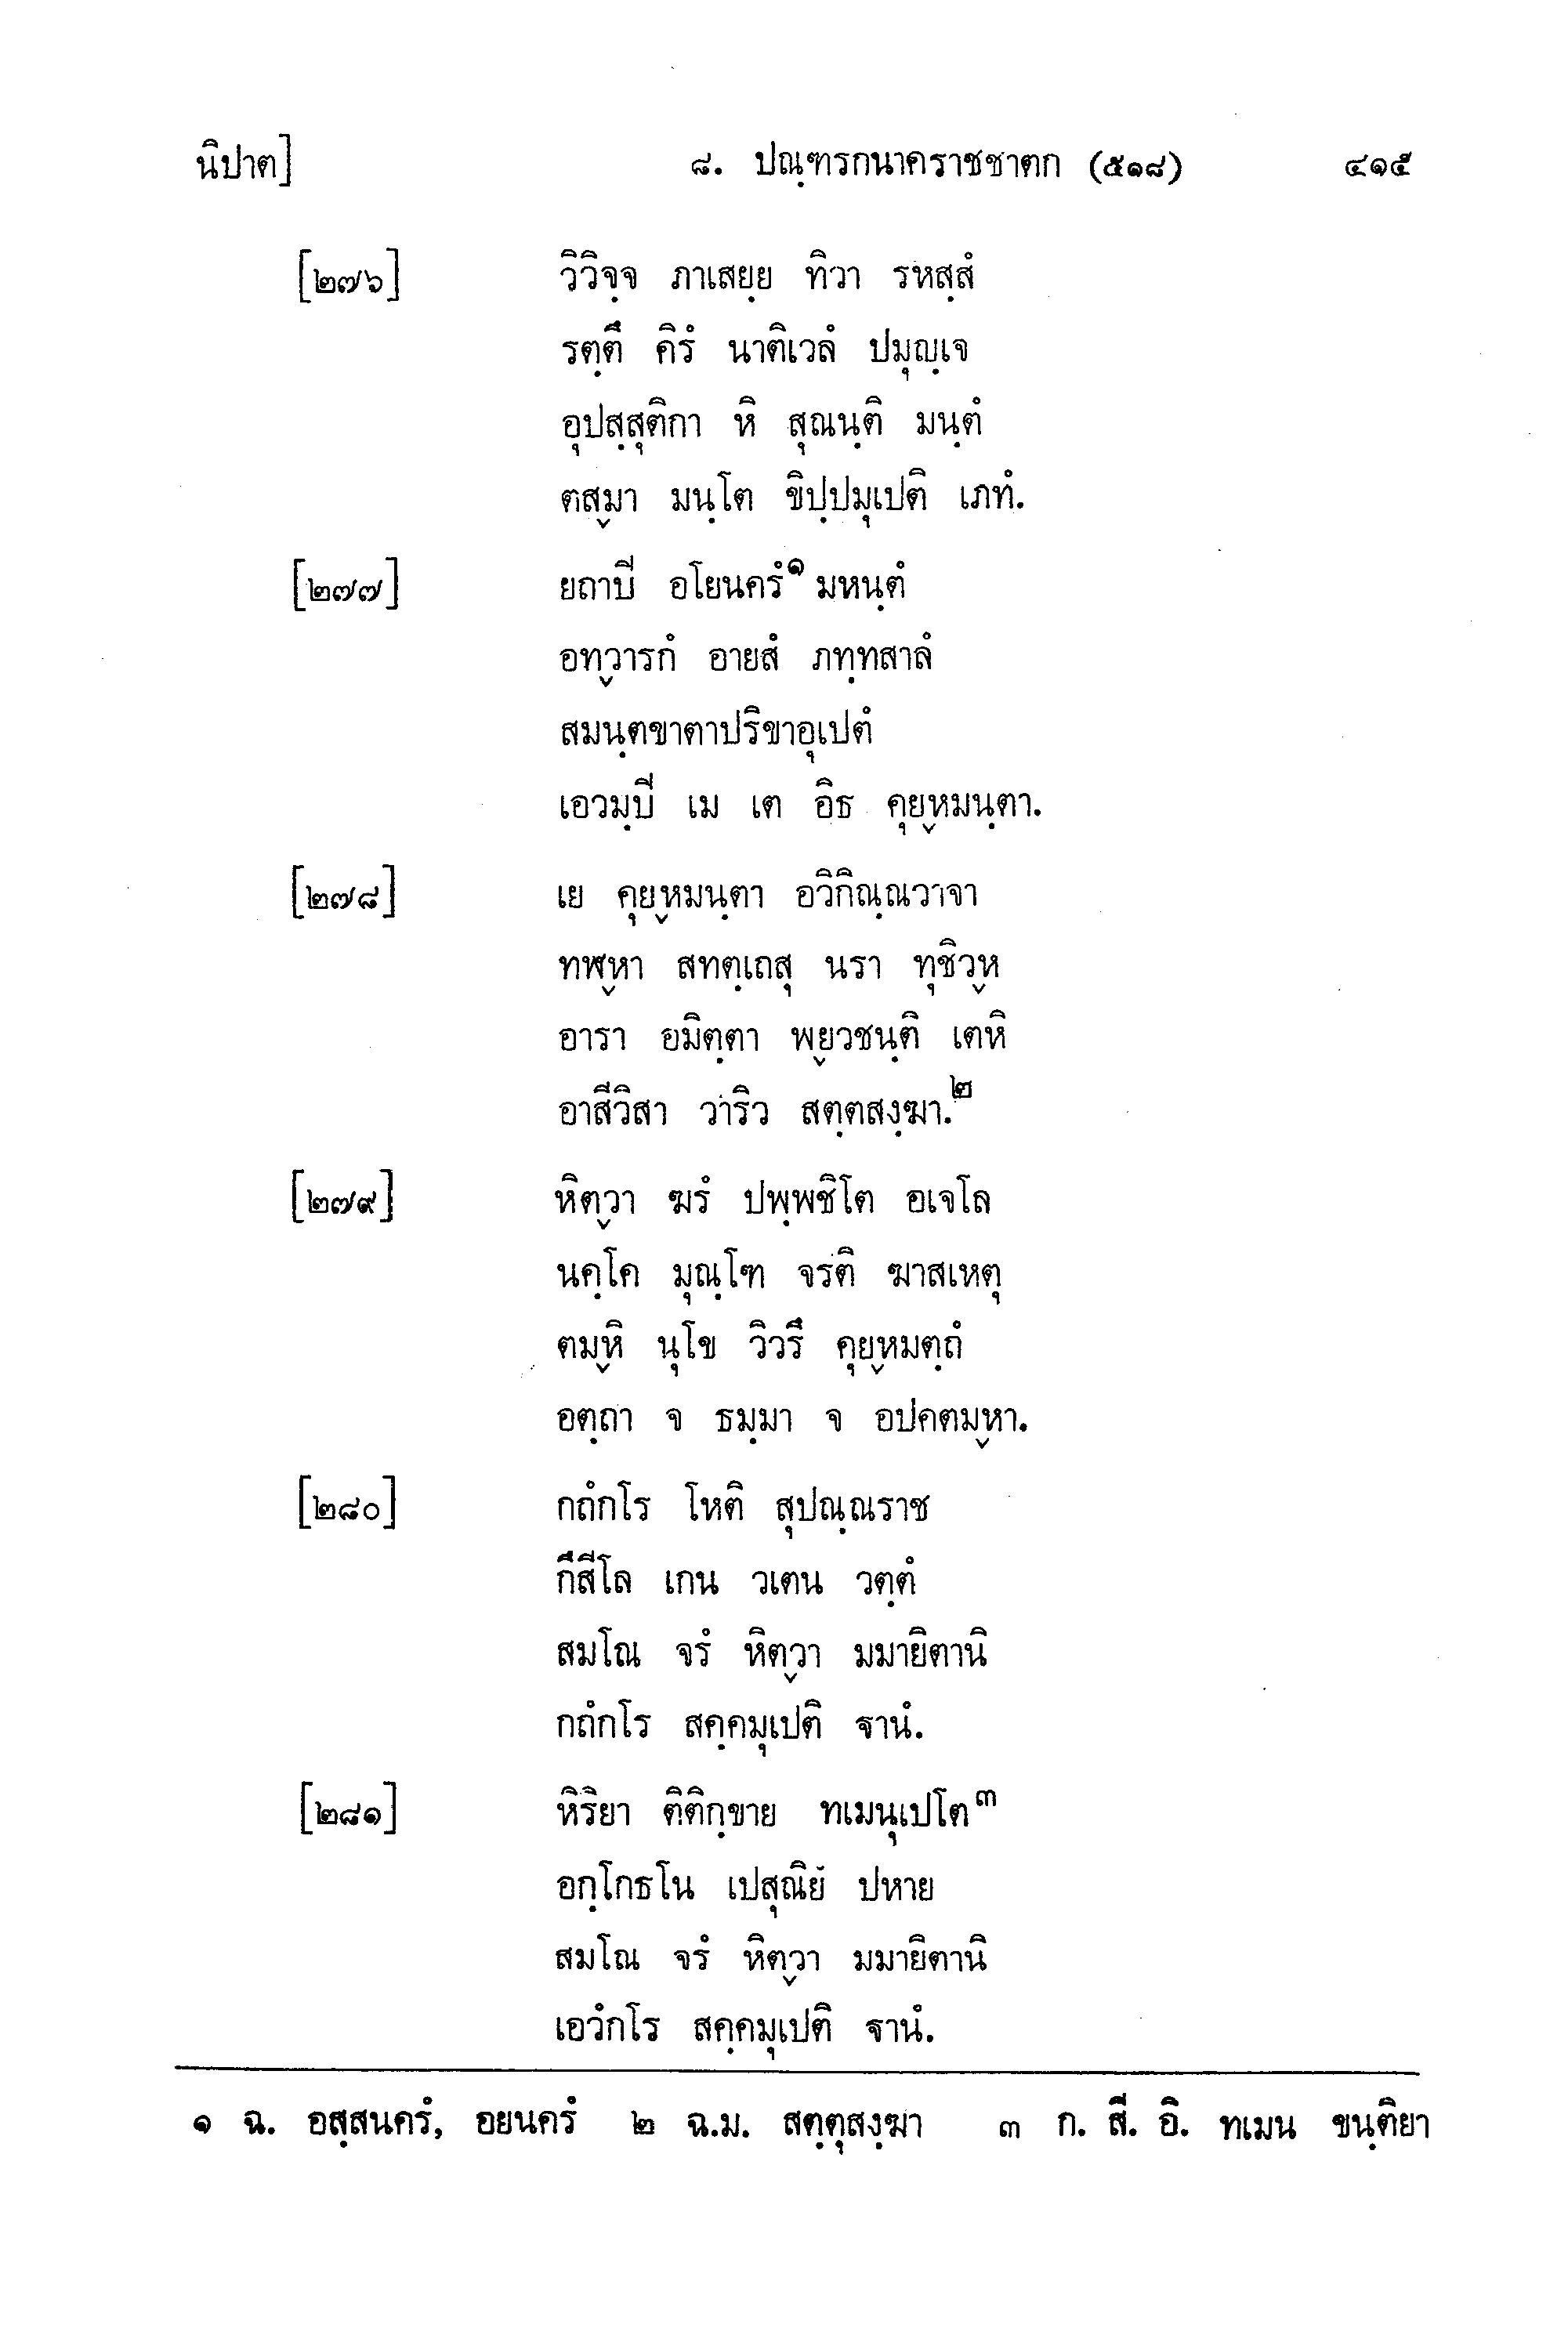 นิปาต] ๘. ปณฺฑรกนาคราชชาตก (๕๑๘) ๔๑๕
[๒๗๖] วิวิจฺจ ภาเสยฺย ทิวา รหสฺสํ
รตฺตึ คิรํ นาติเวลํ ปมุญฺเจ
อุปสฺสุติกา หิ สุณนฺติ มนฺตํ
ตสฺมา มนฺโต ขิปฺปมุเปติ เภทํ.
[๒๗๗] ยถาปี อโยนครํ๑ มหนฺตํ
อทฺวารกํ อายสํ ภทฺทสาลํ
สมนฺตขาตาปริขาอุเปตํ
เอวมฺปี เม เต อิธ คุยฺหมนฺตา.
[๒๗๘] เย คุยฺหมนฺตา อวิกิณฺณวาจา
ทฬฺหา สทตฺเถสุ นรา ทุชิวฺห
อารา อมิตฺตา พฺยวชนฺติ เตหิ
อาสีวิสา วาริว สตฺตสงฺฆา.๒
[๒๗๙] หิตฺวา ฆรํ ปพฺพชิโต อเจโล
นคฺโค มุณฺโฑ จรติ ฆาสเหตุ
ตมฺหิ นุโข วิวรึ คุยฺหมตฺถํ
อตฺถา จ ธมฺมา จ อปคตมฺหา.
[๒๘๐] กถํกโร โหติ สุปณฺณราช
กึสีโล เกน วเตน วตฺตํ
สมโณ จรํ หิตฺวา มมายิตานิ
กถํกโร สคฺคมุเปติ ฐานํ.
[๒๘๑] หิริยา ติติกฺขาย ทเมนุเปโต๓
อกฺโกธโน เปสุณิยํ ปหาย
สมโณ จรํ หิตฺวา มมายิตานิ
เอวํกโร สคฺคมุเปติ ฐานํ.
๑ ฉ. อสฺสนครํ, อยนครํ ๒ ฉ.ม. สตฺตุสงฺฆา ๓ ก. สี. อิ. ทเมน ขนฺติยา